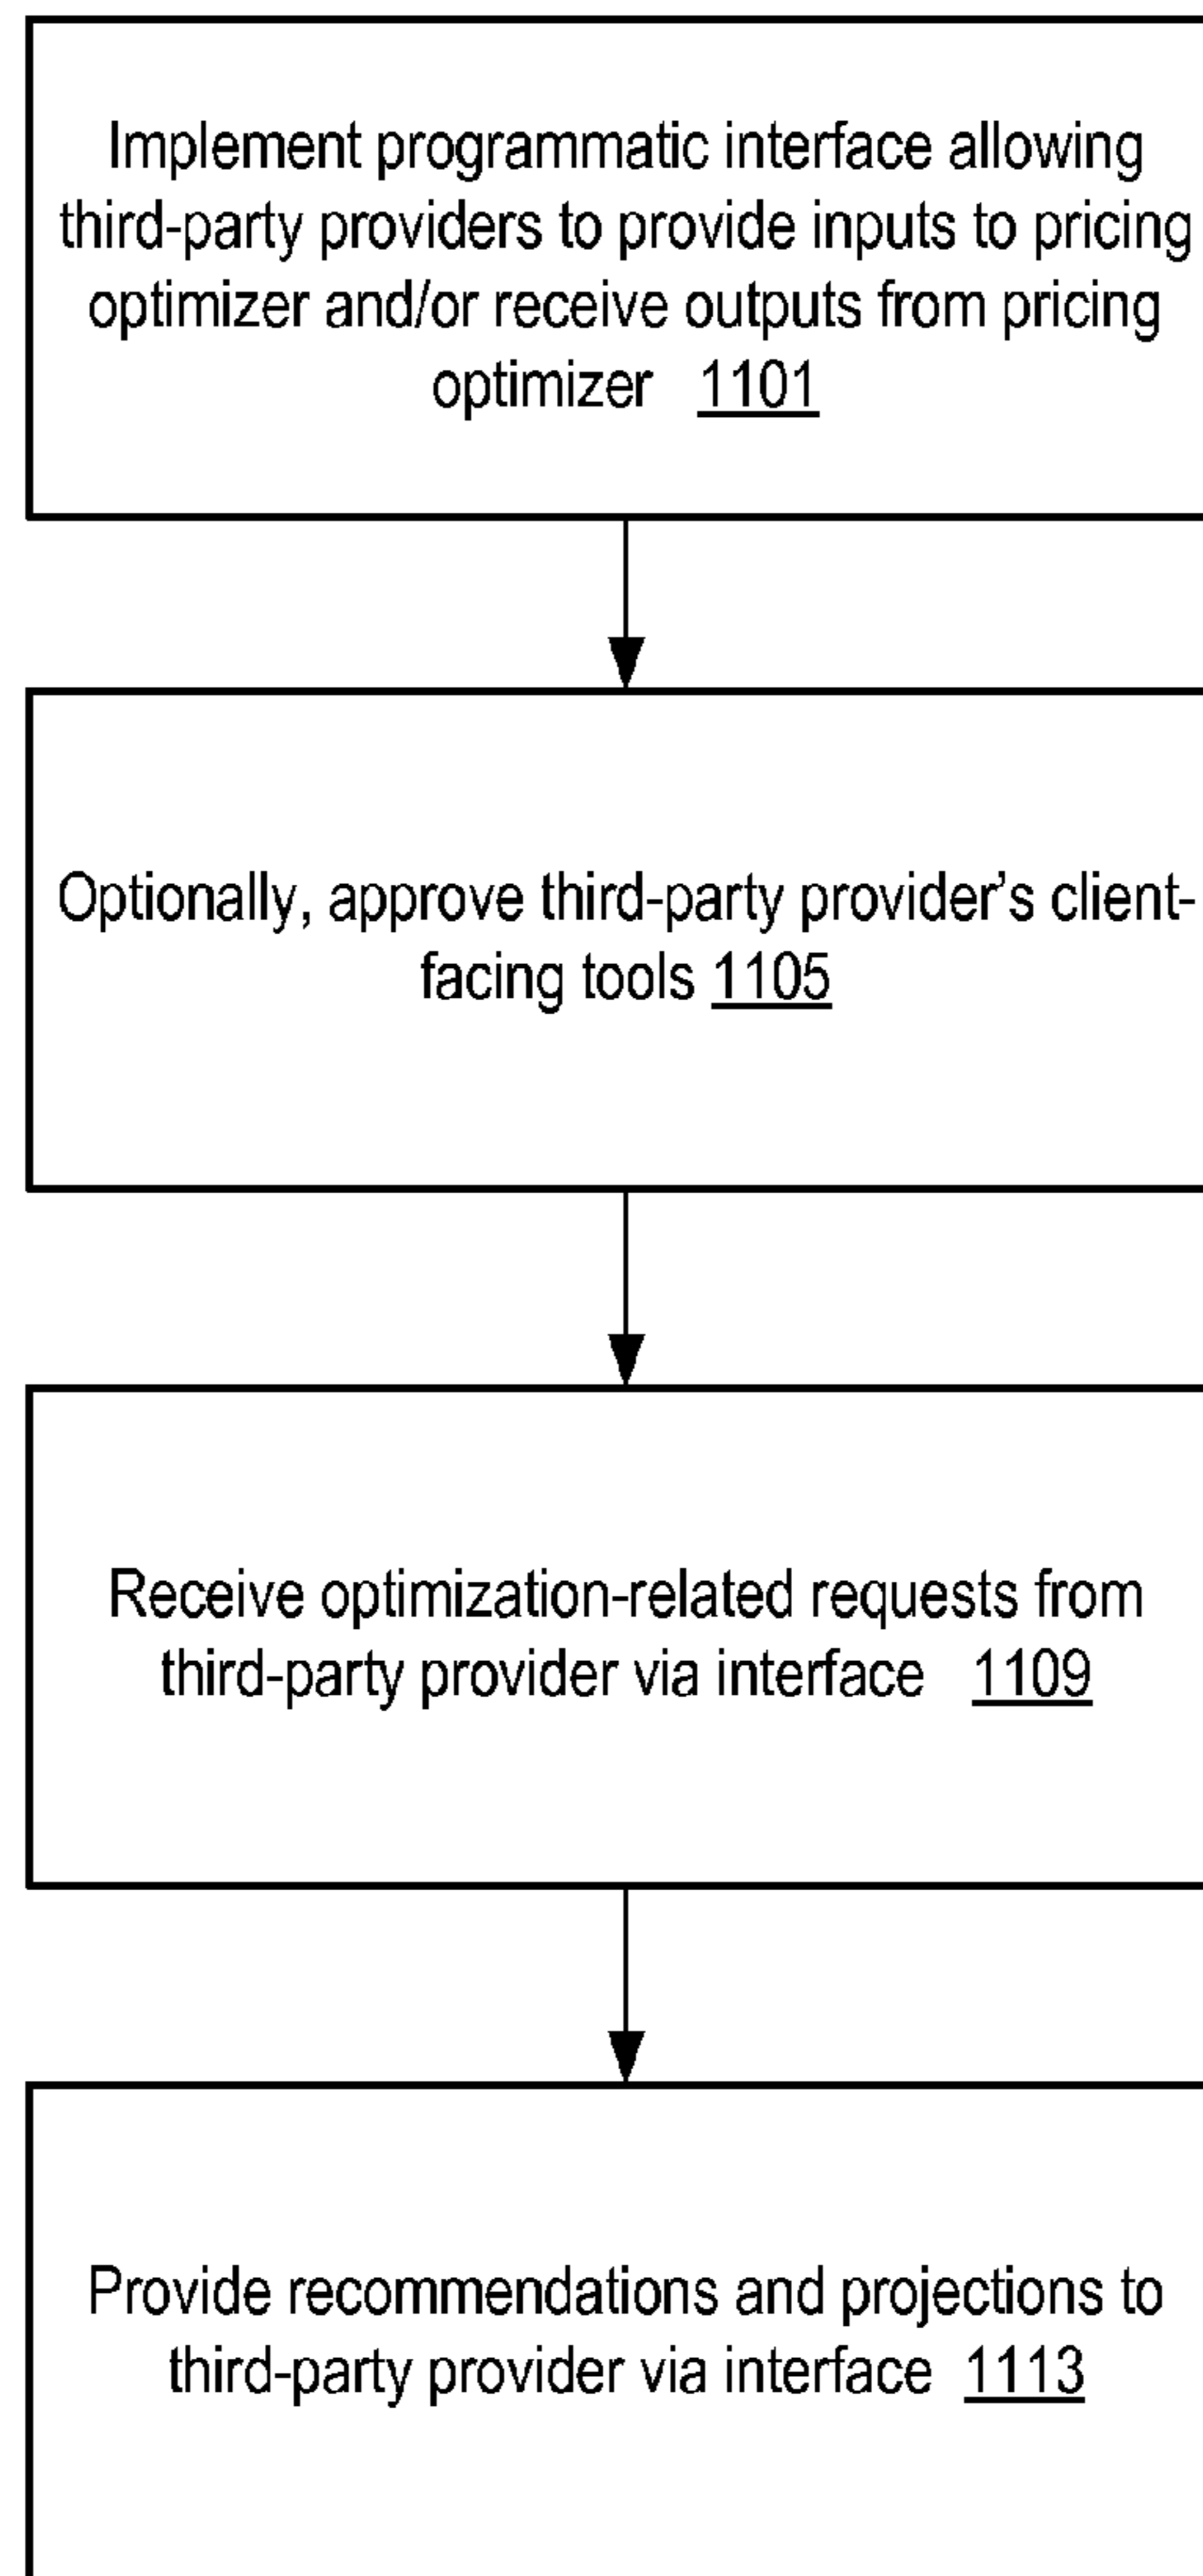 Implement programmatic interface allowing
third-party providers to provide inputs to pricing
optimizer and/or receive outputs from pricing
optimizer 1101
Optionally, approve third-party provider’s client-
facing tools 1105
Receive optimization-related requests from
third-party provider via interface 1109
Provide recommendations and projections to
third-party provider via interface 1113